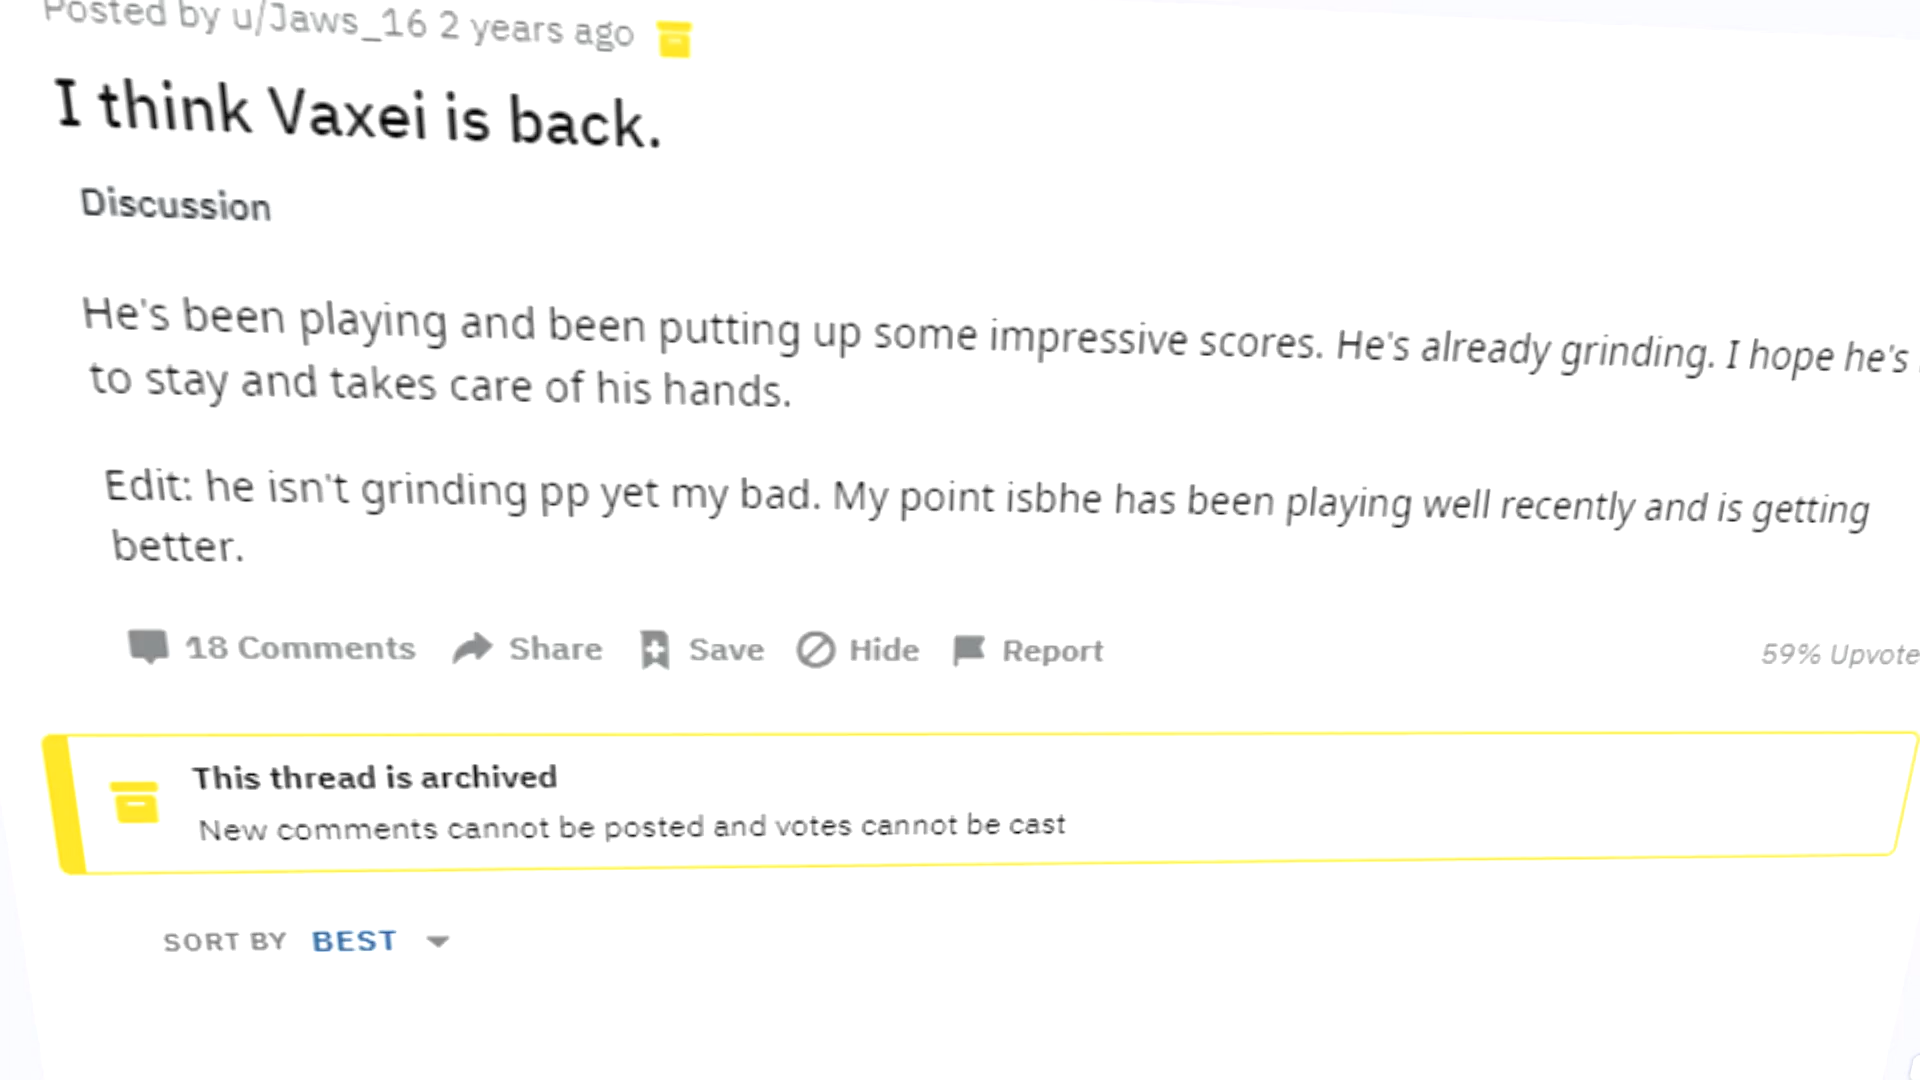 Posted by u/Jaws_16 2 years ago
I think Vaxei is back.
Discussion
He's been playing and been putting up some impressive scores. He's already grinding. I hope he's
to stay and takes care of his hands.
Edit: he isn't grinding pp yet my bad. My point isbhe has been playing well recently and is getting
better.
18 Comments Share Save Hide Report 59% Upvote
This thread is archived
New comments cannot be posted and votes cannot be cast
SORT BY BEST